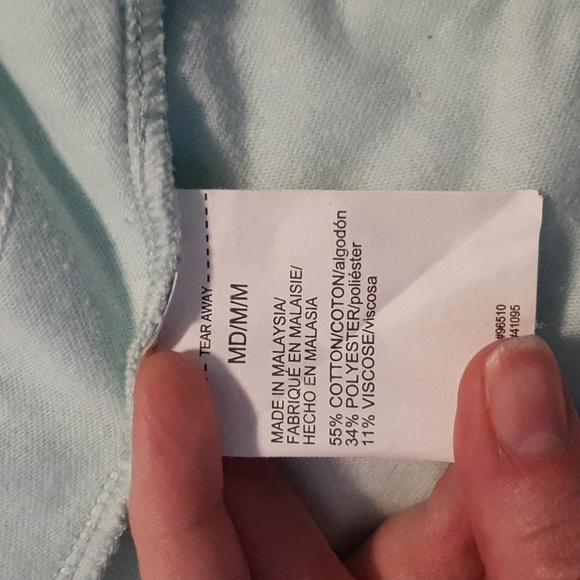 - TEAR AWAY -------
MD/M/M
MADE IN MALAYSIA/
FABRIQUÉ EN MALAISIE/
HECHO EN MALASIA
55% COTTON/COTON/algodón
34% POLYESTER/poliéster
11% VISCOSE/viscosa
#96510
#41095